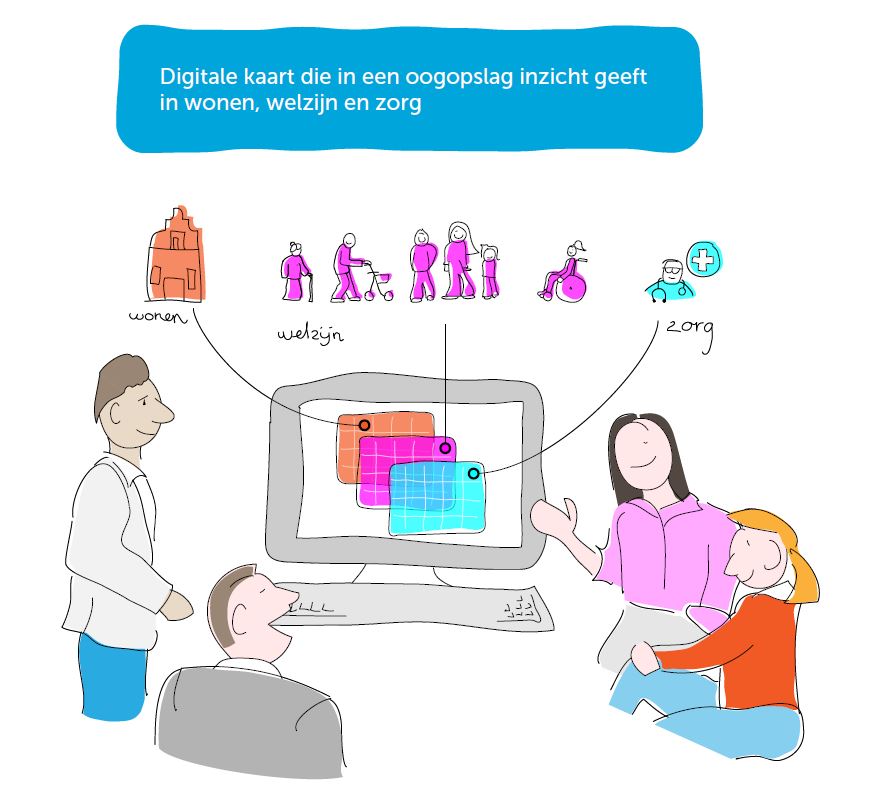 Digitale kaart die in een oogopslag inzicht geeft
in wonen, welzijn en zorg
wonen
welzijn
zorg